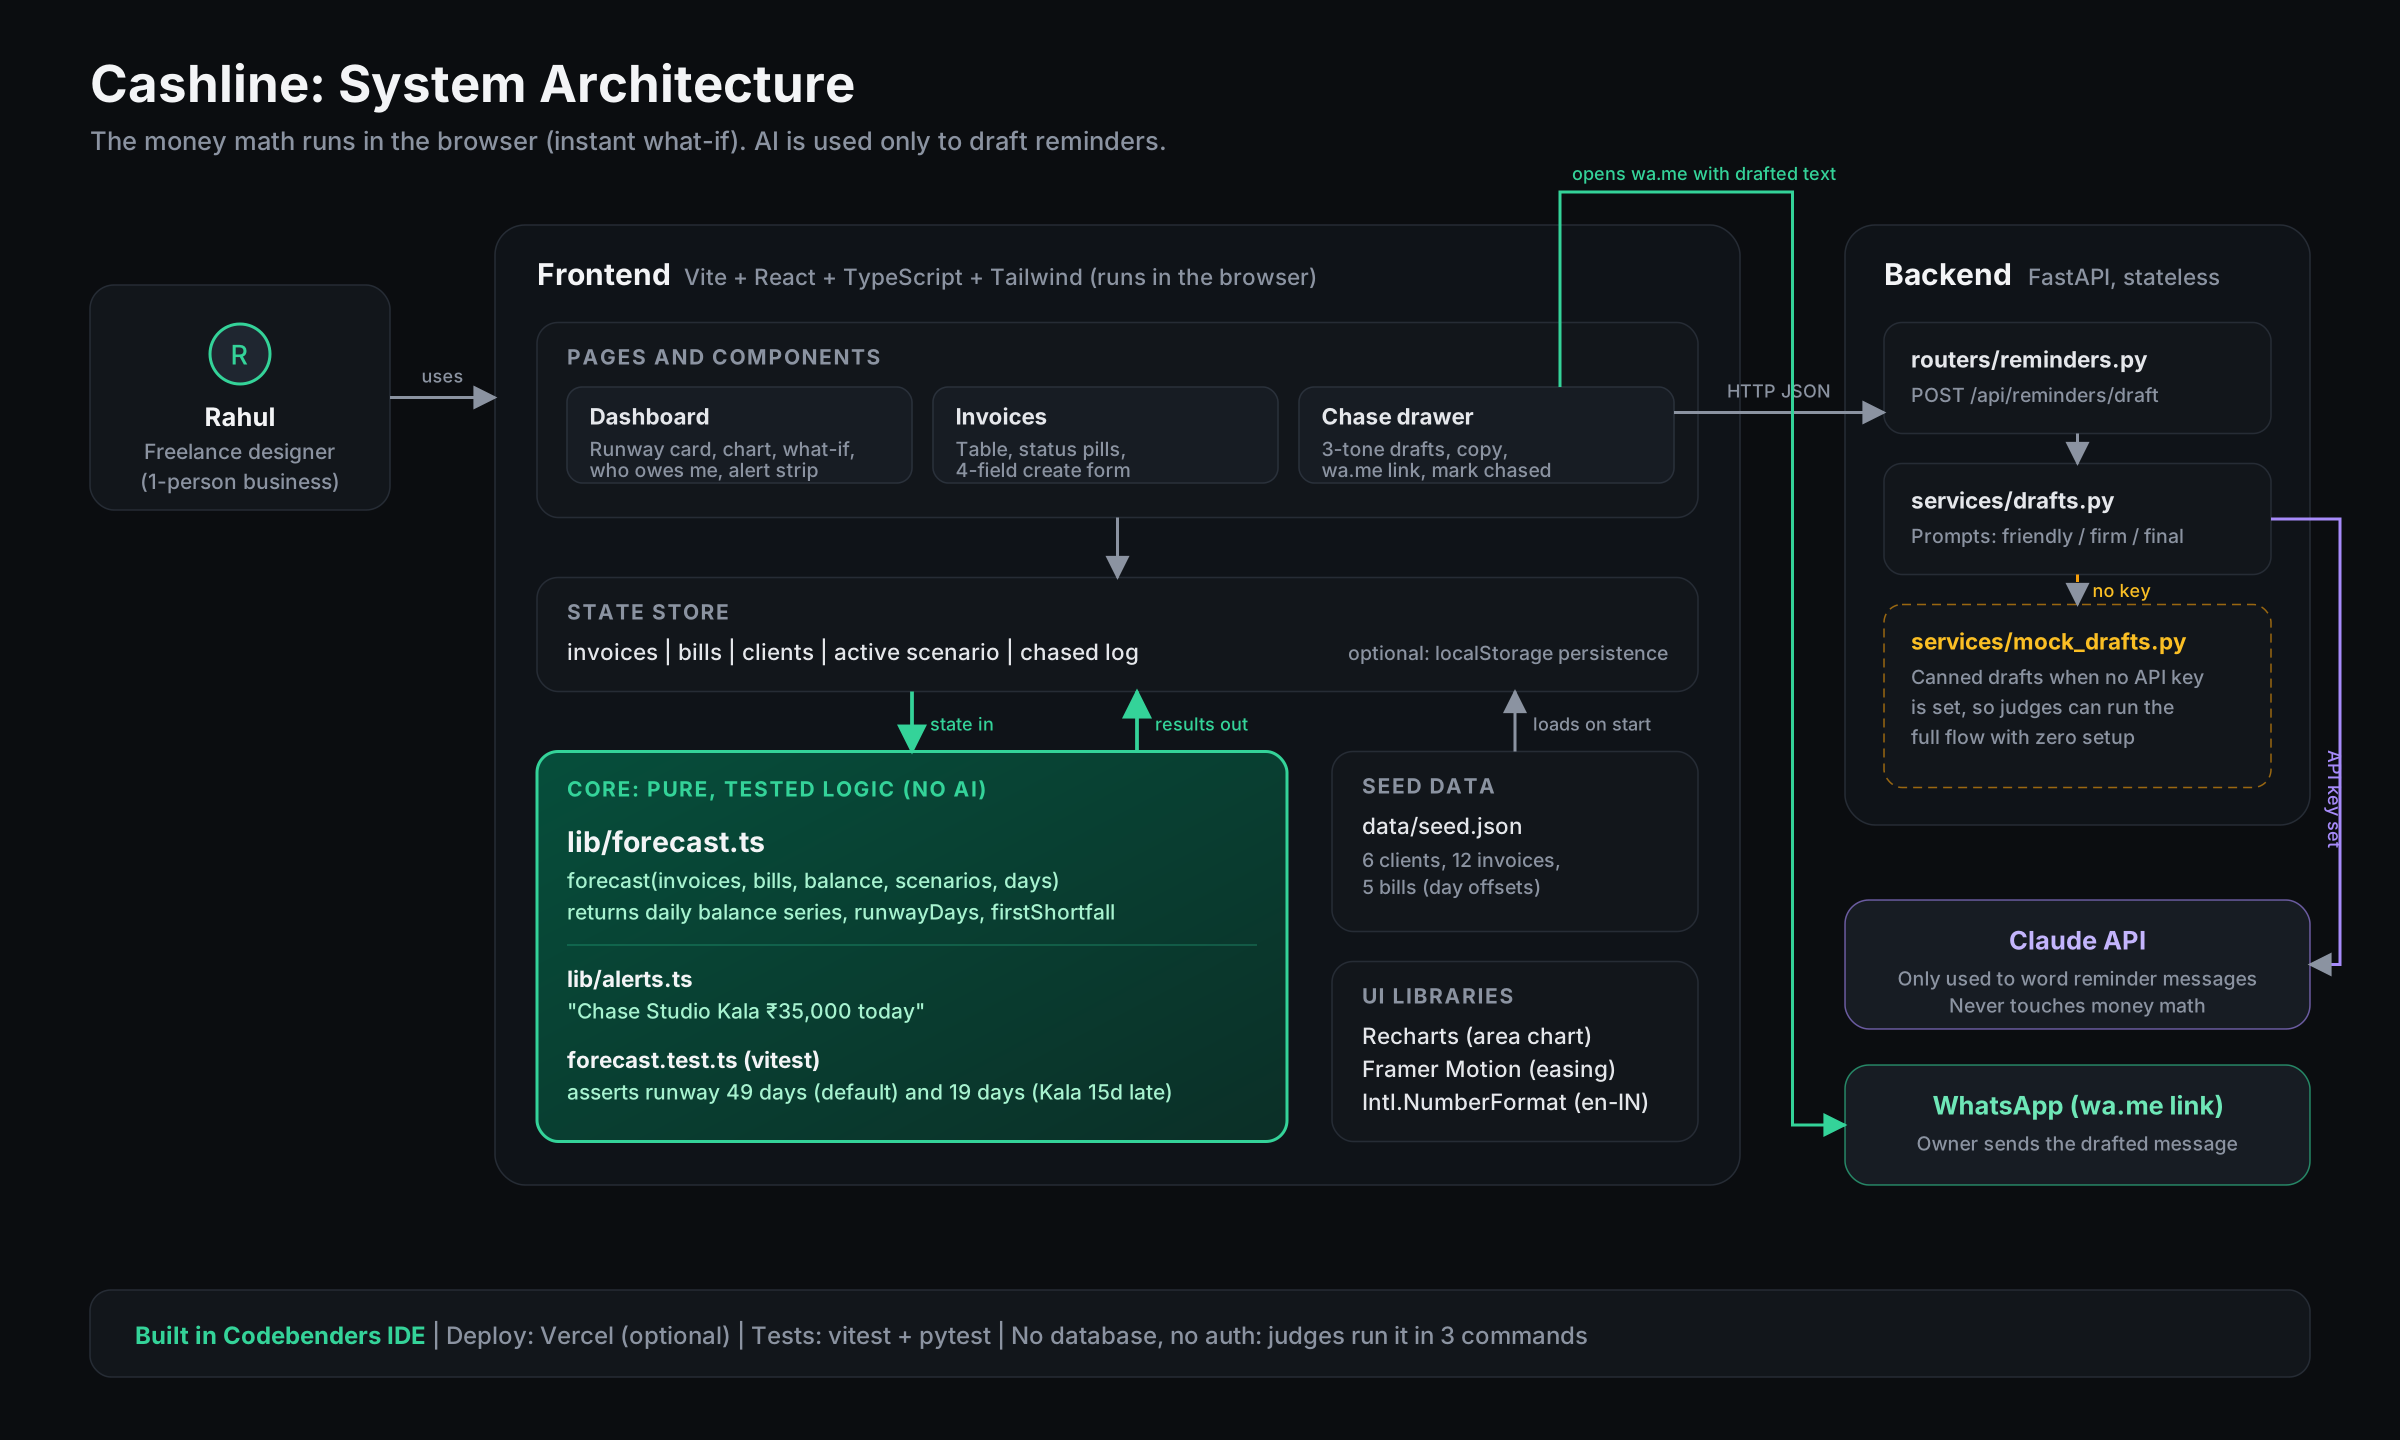 Cashline: System Architecture
The money math runs in the browser (instant what-if). AI is used only to draft reminders.
opens wa.me with drafted text
R
Rahul
Freelance designer
(1-person business)
uses
Frontend Vite + React + TypeScript + Tailwind (runs in the browser)
PAGES AND COMPONENTS
Dashboard
Runway card, chart, what-if,
who owes me, alert strip
Invoices
Table, status pills,
4-field create form
Chase drawer
3-tone drafts, copy,
wa.me link, mark chased
HTTP JSON
STATE STORE
invoices | bills | clients | active scenario | chased log
optional: localStorage persistence
state in
results out
loads on start
CORE: PURE, TESTED LOGIC (NO AI)
lib/forecast.ts
forecast(invoices, bills, balance, scenarios, days)
returns daily balance series, runwayDays, firstShortfall
lib/alerts.ts
"Chase Studio Kala ₹35,000 today"
forecast.test.ts (vitest)
asserts runway 49 days (default) and 19 days (Kala 15d late)
SEED DATA
data/seed.json
6 clients, 12 invoices,
5 bills (day offsets)
UI LIBRARIES
Recharts (area chart)
Framer Motion (easing)
Intl.NumberFormat (en-IN)
Backend FastAPI, stateless
routers/reminders.py
POST /api/reminders/draft
services/drafts.py
Prompts: friendly / firm / final
no key
services/mock_drafts.py
Canned drafts when no API key
is set, so judges can run the
full flow with zero setup
API key set
Claude API
Only used to word reminder messages
Never touches money math
WhatsApp (wa.me link)
Owner sends the drafted message
Built in Codebenders IDE | Deploy: Vercel (optional) | Tests: vitest + pytest | No database, no auth: judges run it in 3 commands